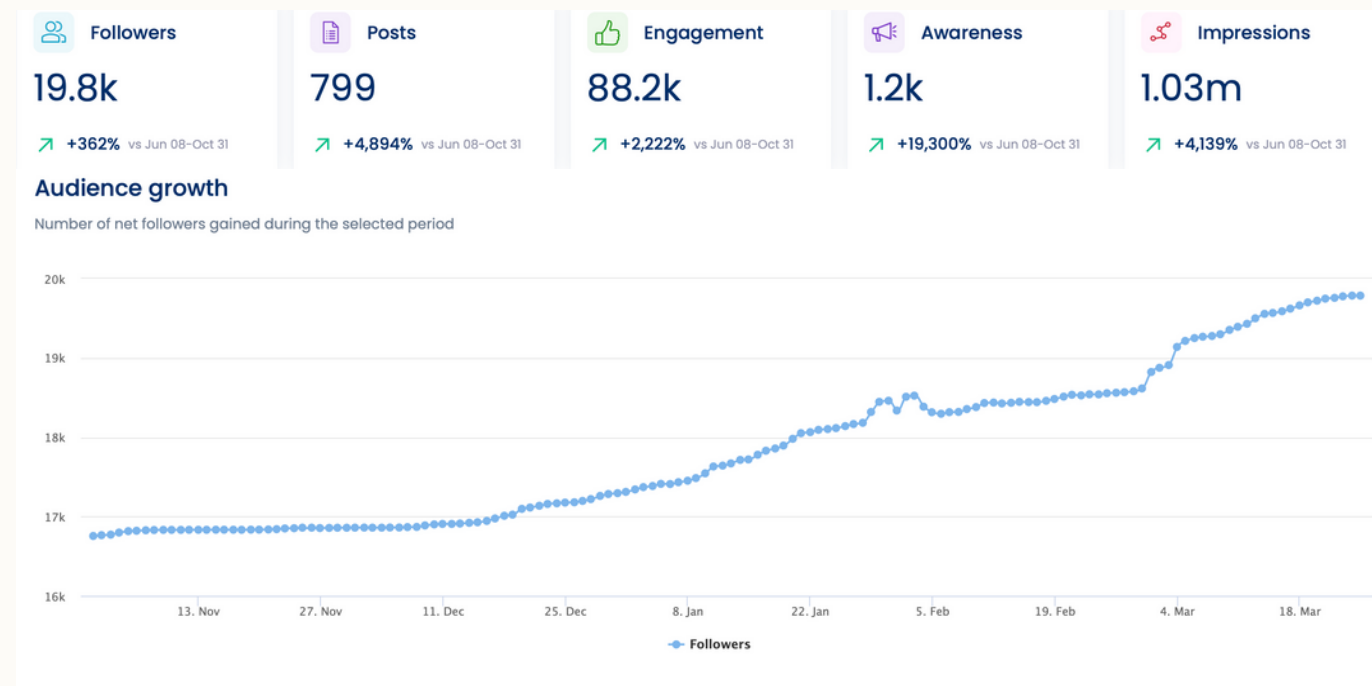 Followers
19.8k
+362% vs Jun 08-Oct 31
Posts
799
+4,894% vs Jun 08-Oct 31
Engagement
88.2k
+2,222% vs Jun 08-Oct 31
Awareness
1.2k
+19,300% vs Jun 08-Oct 31
Impressions
1.03m
+4,139% vs Jun 08-Oct 31
Audience growth
Number of net followers gained during the selected period
20k
19k
18k
17k
16k
13. Nov 27. Nov 11. Dec 25. Dec 8. Jan 22. Jan 5. Feb 19. Feb 4. Mar 18. Mar
Followers